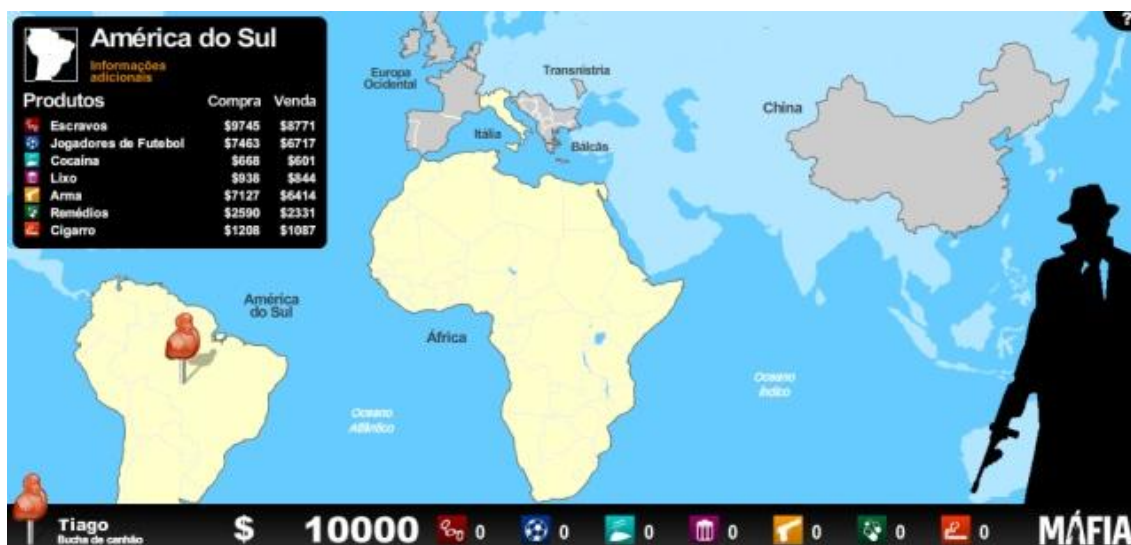 América do Sul
Informações
adicionais
Produtos Compra Venda
Escravos $9745 $8771
Jogadores de Futebol $7463 $6717
Cocaína $668 $601
Lixo $938 $844
Arma $7127 $6414
Remédios $2590 $2331
Cigarro $1208 $1087
?
Europa
Ocidental
Transnístria
China
Itália
Bálcãs
América
do Sul
África
Oceano
Índico
Oceano
Atlântico
Tiago
Bucha de canhão
$ 10000 0 0 0 0 0 0 0
MÁFIA